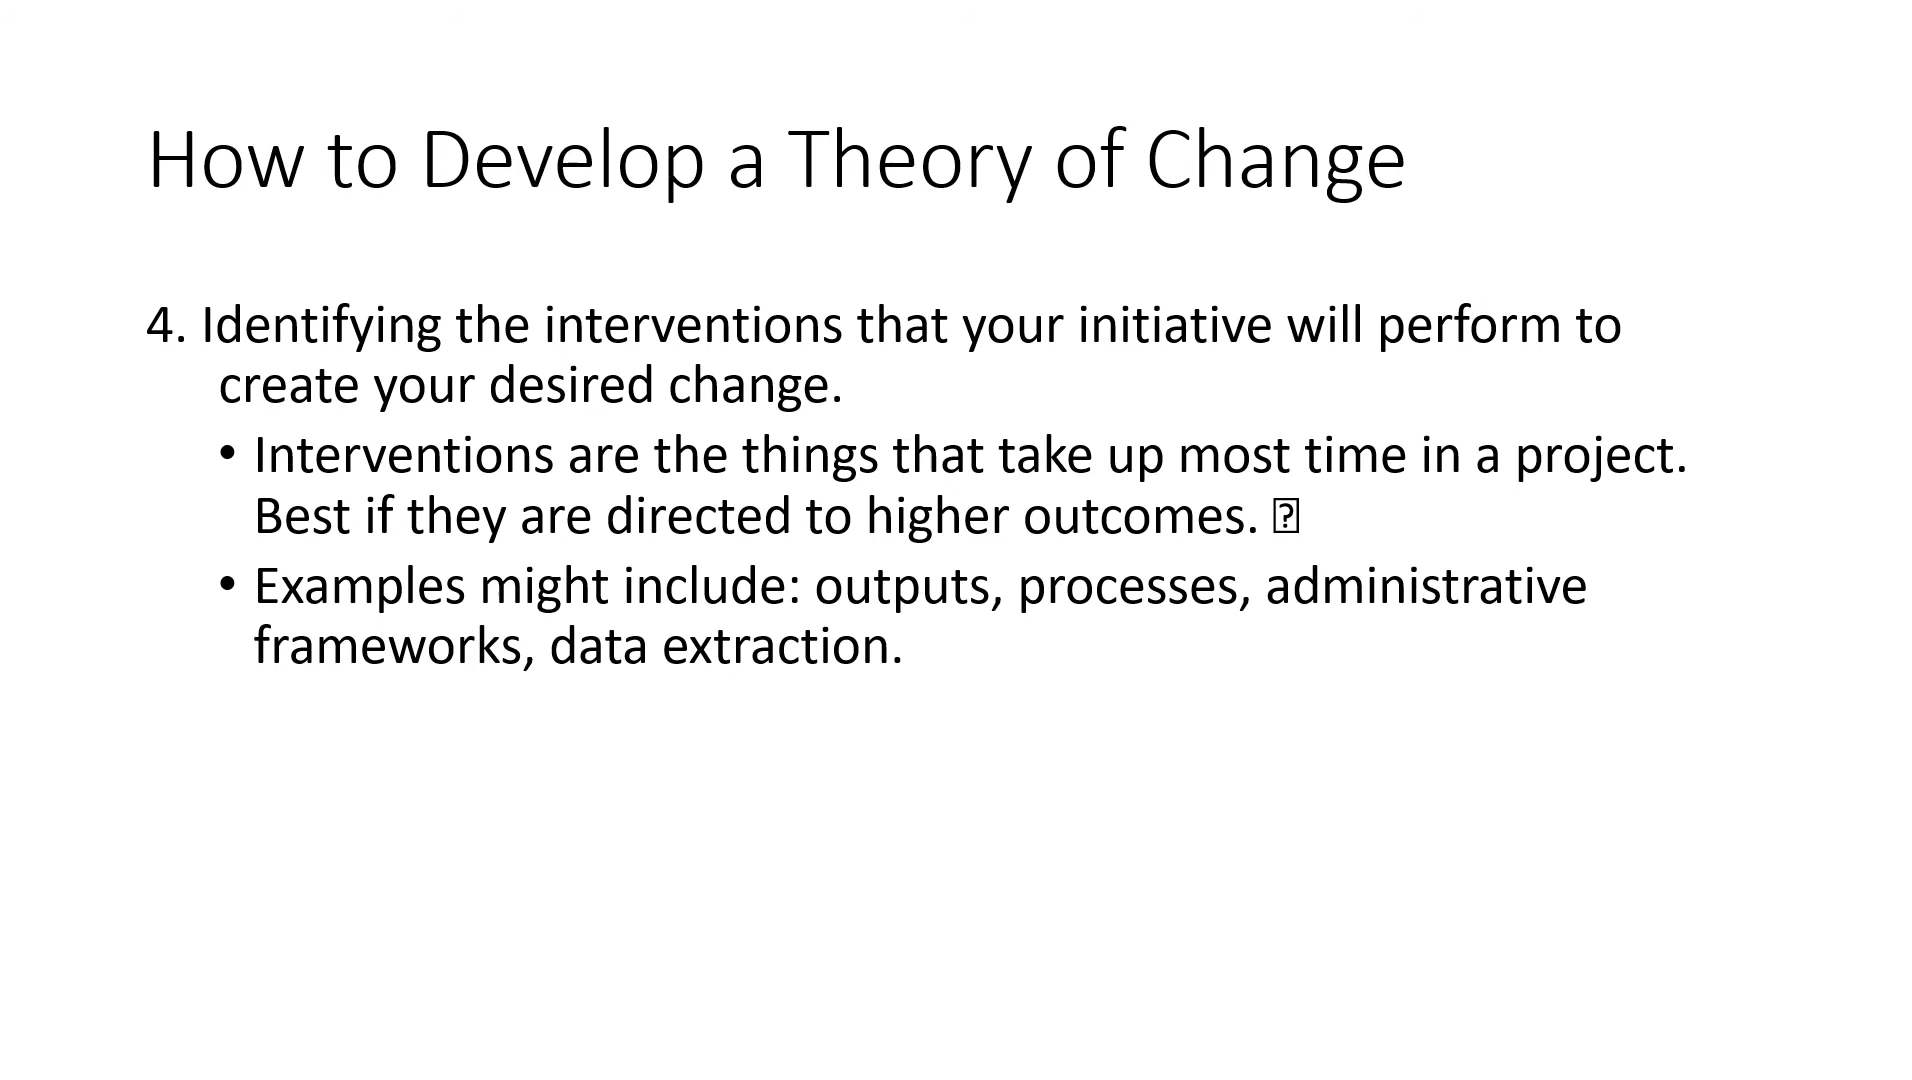 How to Develop a Theory of Change
4. Identifying the interventions that your initiative will perform to
create your desired change.
• Interventions are the things that take up most time in a project.
Best if they are directed to higher outcomes. 
• Examples might include: outputs, processes, administrative
frameworks, data extraction.